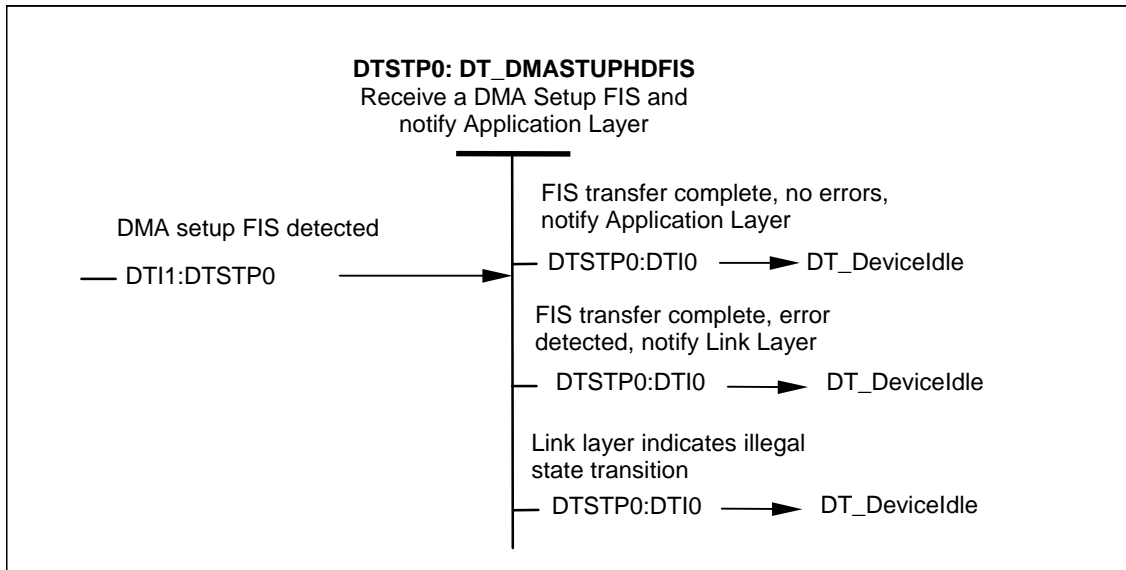 DTSTP0: DT_DMASTUPHDFIS
Receive a DMA Setup FIS and
notify Application Layer
DMA setup FIS detected
DTI1:DTSTP0
FIS transfer complete, no errors,
notify Application Layer
DTSTP0:DTI0 DT_DeviceIdle
FIS transfer complete, error
detected, notify Link Layer
DTSTP0:DTI0 DT_DeviceIdle
Link layer indicates illegal
state transition
DTSTP0:DTI0 DT_DeviceIdle